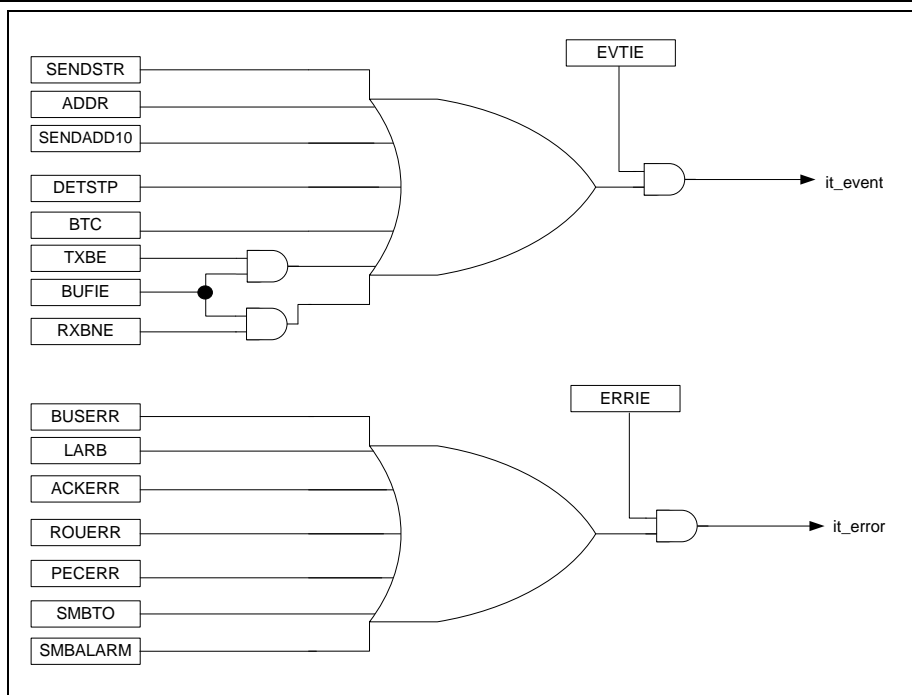 SENDSTR
ADDR
SENDADD10
DETSTP
BTC
TXBE
BUFIE
RXBNE
EVTIE
it_event
BUSERR
LARB
ACKERR
ROUERR
PECERR
SMBTO
SMBALARM
ERRIE
it_error